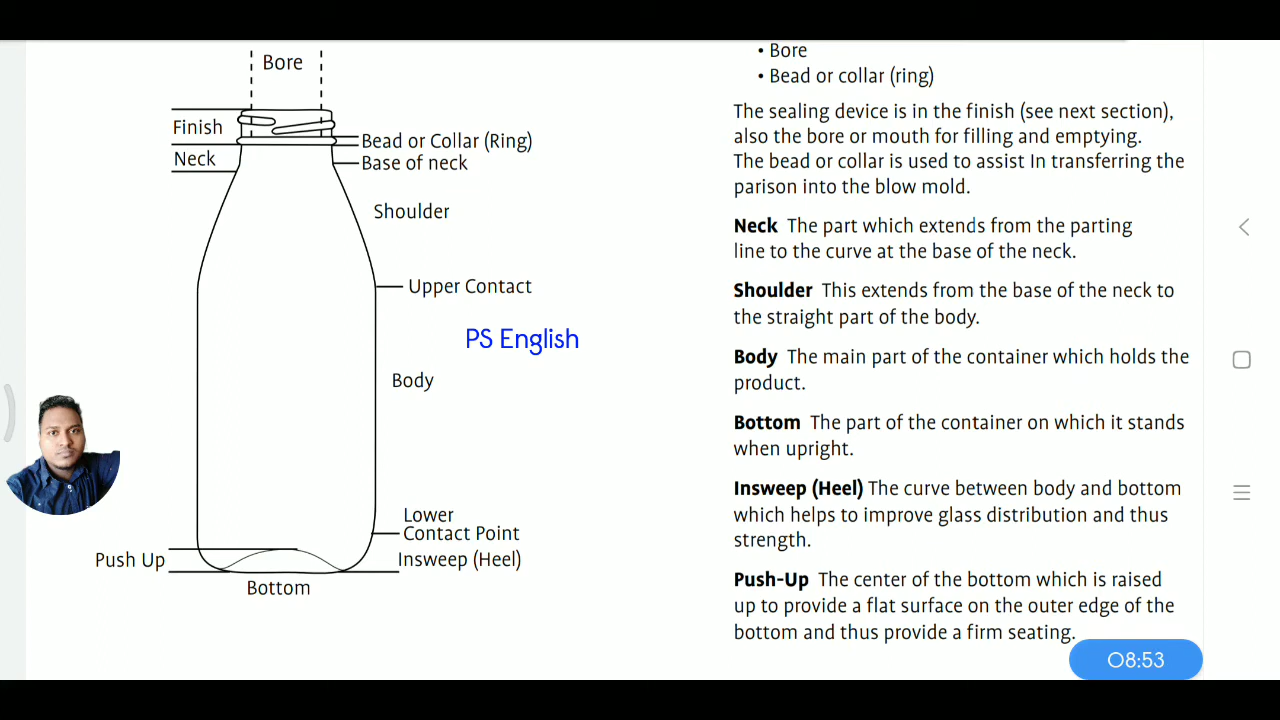 Bore
Finish
Neck
Bead or Collar (Ring)
Base of neck
Shoulder
Upper Contact
PS English
Body
Lower
Contact Point
Push Up
Insweep (Heel)
Bottom
• Bore
• Bead or collar (ring)
The sealing device is in the finish (see next section),
also the bore or mouth for filling and emptying.
The bead or collar is used to assist In transferring the
parison into the blow mold.
Neck The part which extends from the parting
line to the curve at the base of the neck.
Shoulder This extends from the base of the neck to
the straight part of the body.
Body The main part of the container which holds the
product.
Bottom The part of the container on which it stands
when upright.
Insweep (Heel) The curve between body and bottom
which helps to improve glass distribution and thus
strength.
Push-Up The center of the bottom which is raised
up to provide a flat surface on the outer edge of the
bottom and thus provide a firm seating.
08:53